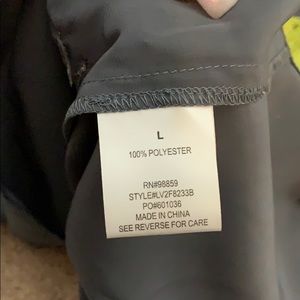 L
100% POLYESTER
RN#98859
STYLE#LV2F8233B
PO#601036
MADE IN CHINA
SEE REVERSE FOR CARE